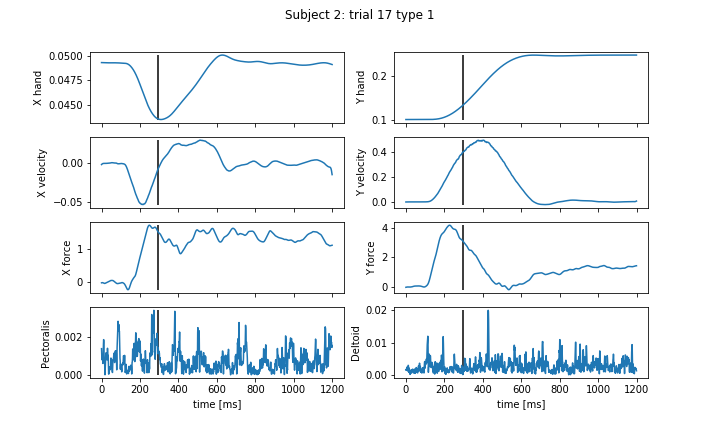 Subject 2: trial 17 type 1
X hand
0.0500
0.0475
0.0450
Y hand
0.2
0.1
X velocity
0.00
−0.05
Y velocity
0.4
0.2
0.0
X force
1
0
Y force
4
2
0
Pectoralis
0.002
0.000
0 200 400 600 800 1000 1200
time [ms]
Deltoid
0.02
0.01
0.00
0 200 400 600 800 1000 1200
time [ms]